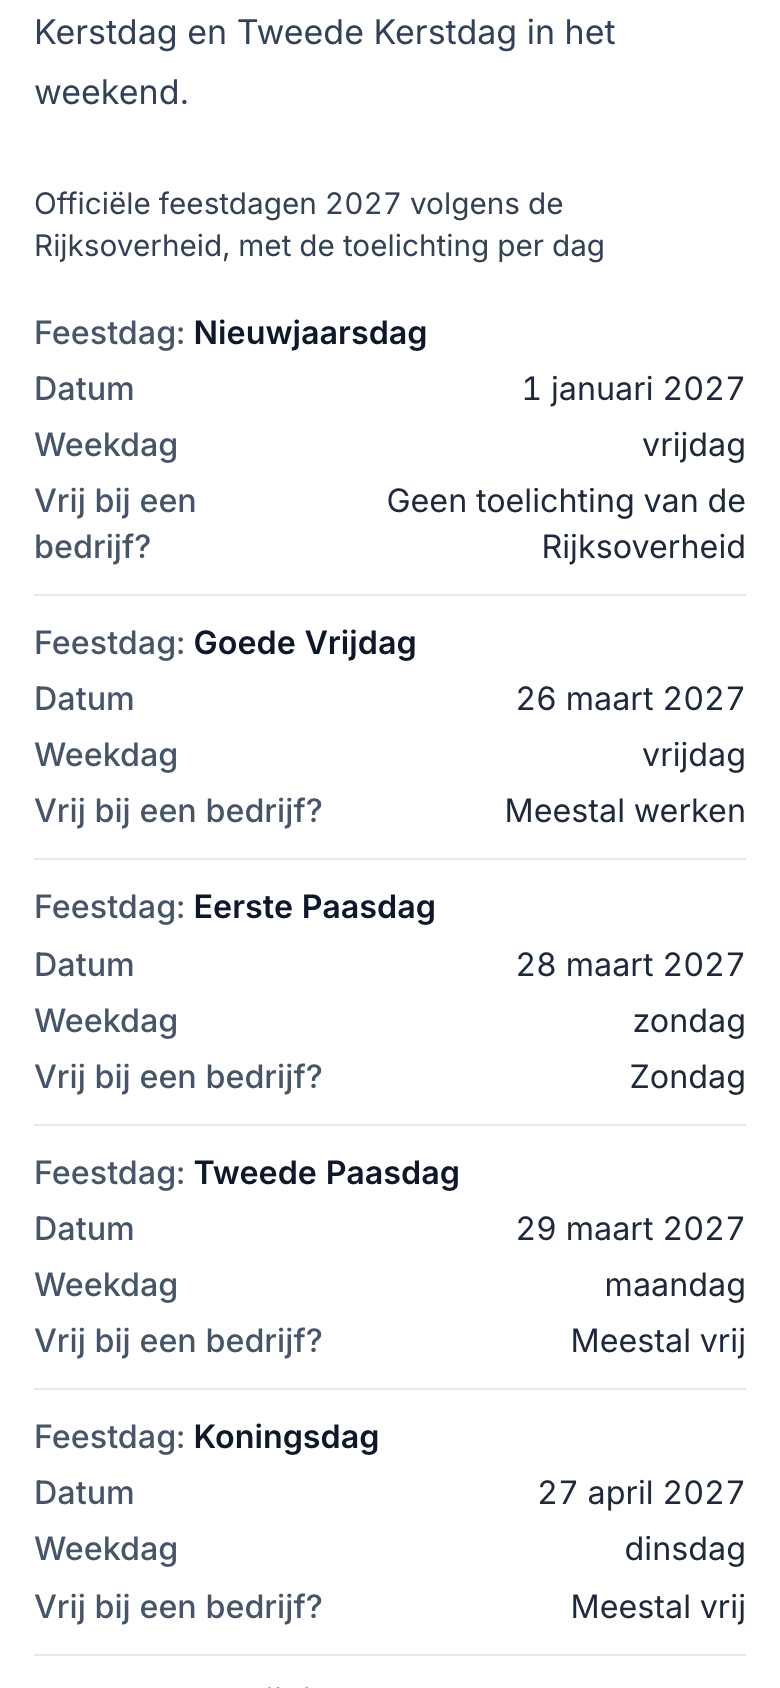 Kerstdag en Tweede Kerstdag in het
weekend.
Officiële feestdagen 2027 volgens de
Rijksoverheid, met de toelichting per dag
Feestdag: Nieuwjaarsdag
Datum 1 januari 2027
Weekdag vrijdag
Vrij bij een bedrijf? Geen toelichting van de Rijksoverheid
Feestdag: Goede Vrijdag
Datum 26 maart 2027
Weekdag vrijdag
Vrij bij een bedrijf? Meestal werken
Feestdag: Eerste Paasdag
Datum 28 maart 2027
Weekdag zondag
Vrij bij een bedrijf? Zondag
Feestdag: Tweede Paasdag
Datum 29 maart 2027
Weekdag maandag
Vrij bij een bedrijf? Meestal vrij
Feestdag: Koningsdag
Datum 27 april 2027
Weekdag dinsdag
Vrij bij een bedrijf? Meestal vrij